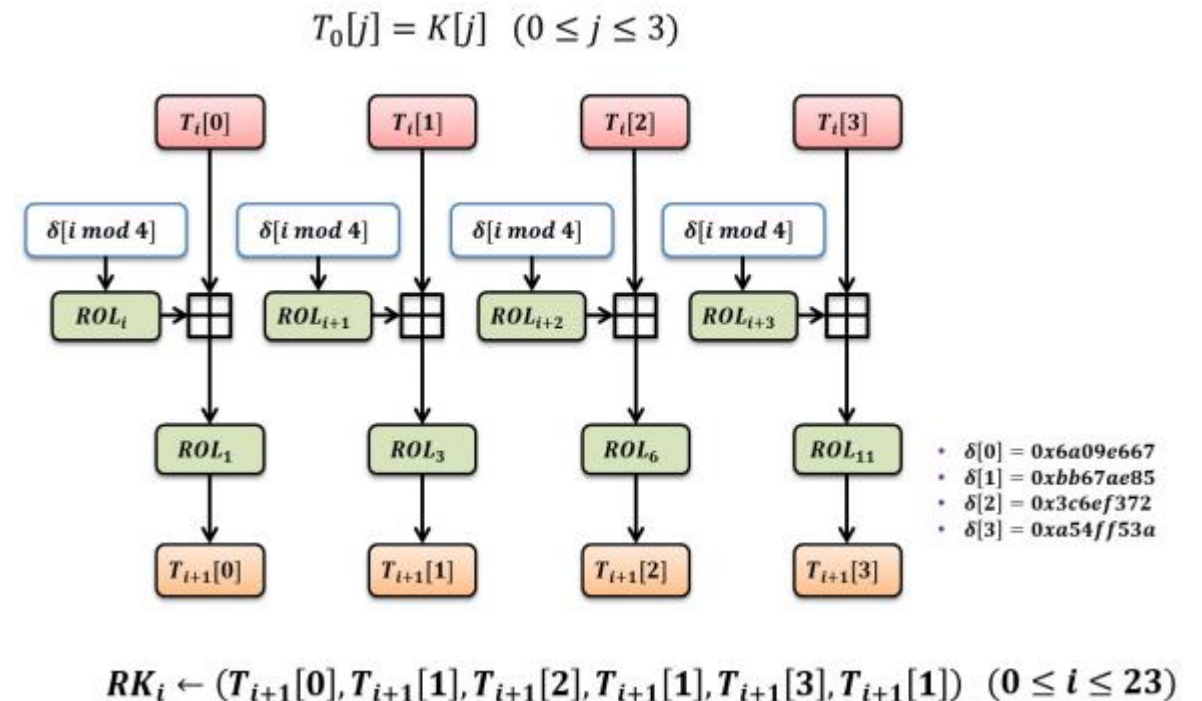 T₀[j] = K[j] (0 ≤ j ≤ 3)
Tᵢ[0] Tᵢ[1] Tᵢ[2] Tᵢ[3]
δ[i mod 4] δ[i mod 4] δ[i mod 4] δ[i mod 4]
ROLᵢ ROLᵢ₊₁ ROLᵢ₊₂ ROLᵢ₊₃
ROL₁ ROL₃ ROL₆ ROL₁₁
• δ[0] = 0x6a09e667
• δ[1] = 0xbb67ae85
• δ[2] = 0x3c6ef372
• δ[3] = 0xa54ff53a
Tᵢ₊₁[0] Tᵢ₊₁[1] Tᵢ₊₁[2] Tᵢ₊₁[3]
RKᵢ ← (Tᵢ₊₁[0], Tᵢ₊₁[1], Tᵢ₊₁[2], Tᵢ₊₁[1], Tᵢ₊₁[3], Tᵢ₊₁[1]) (0 ≤ i ≤ 23)